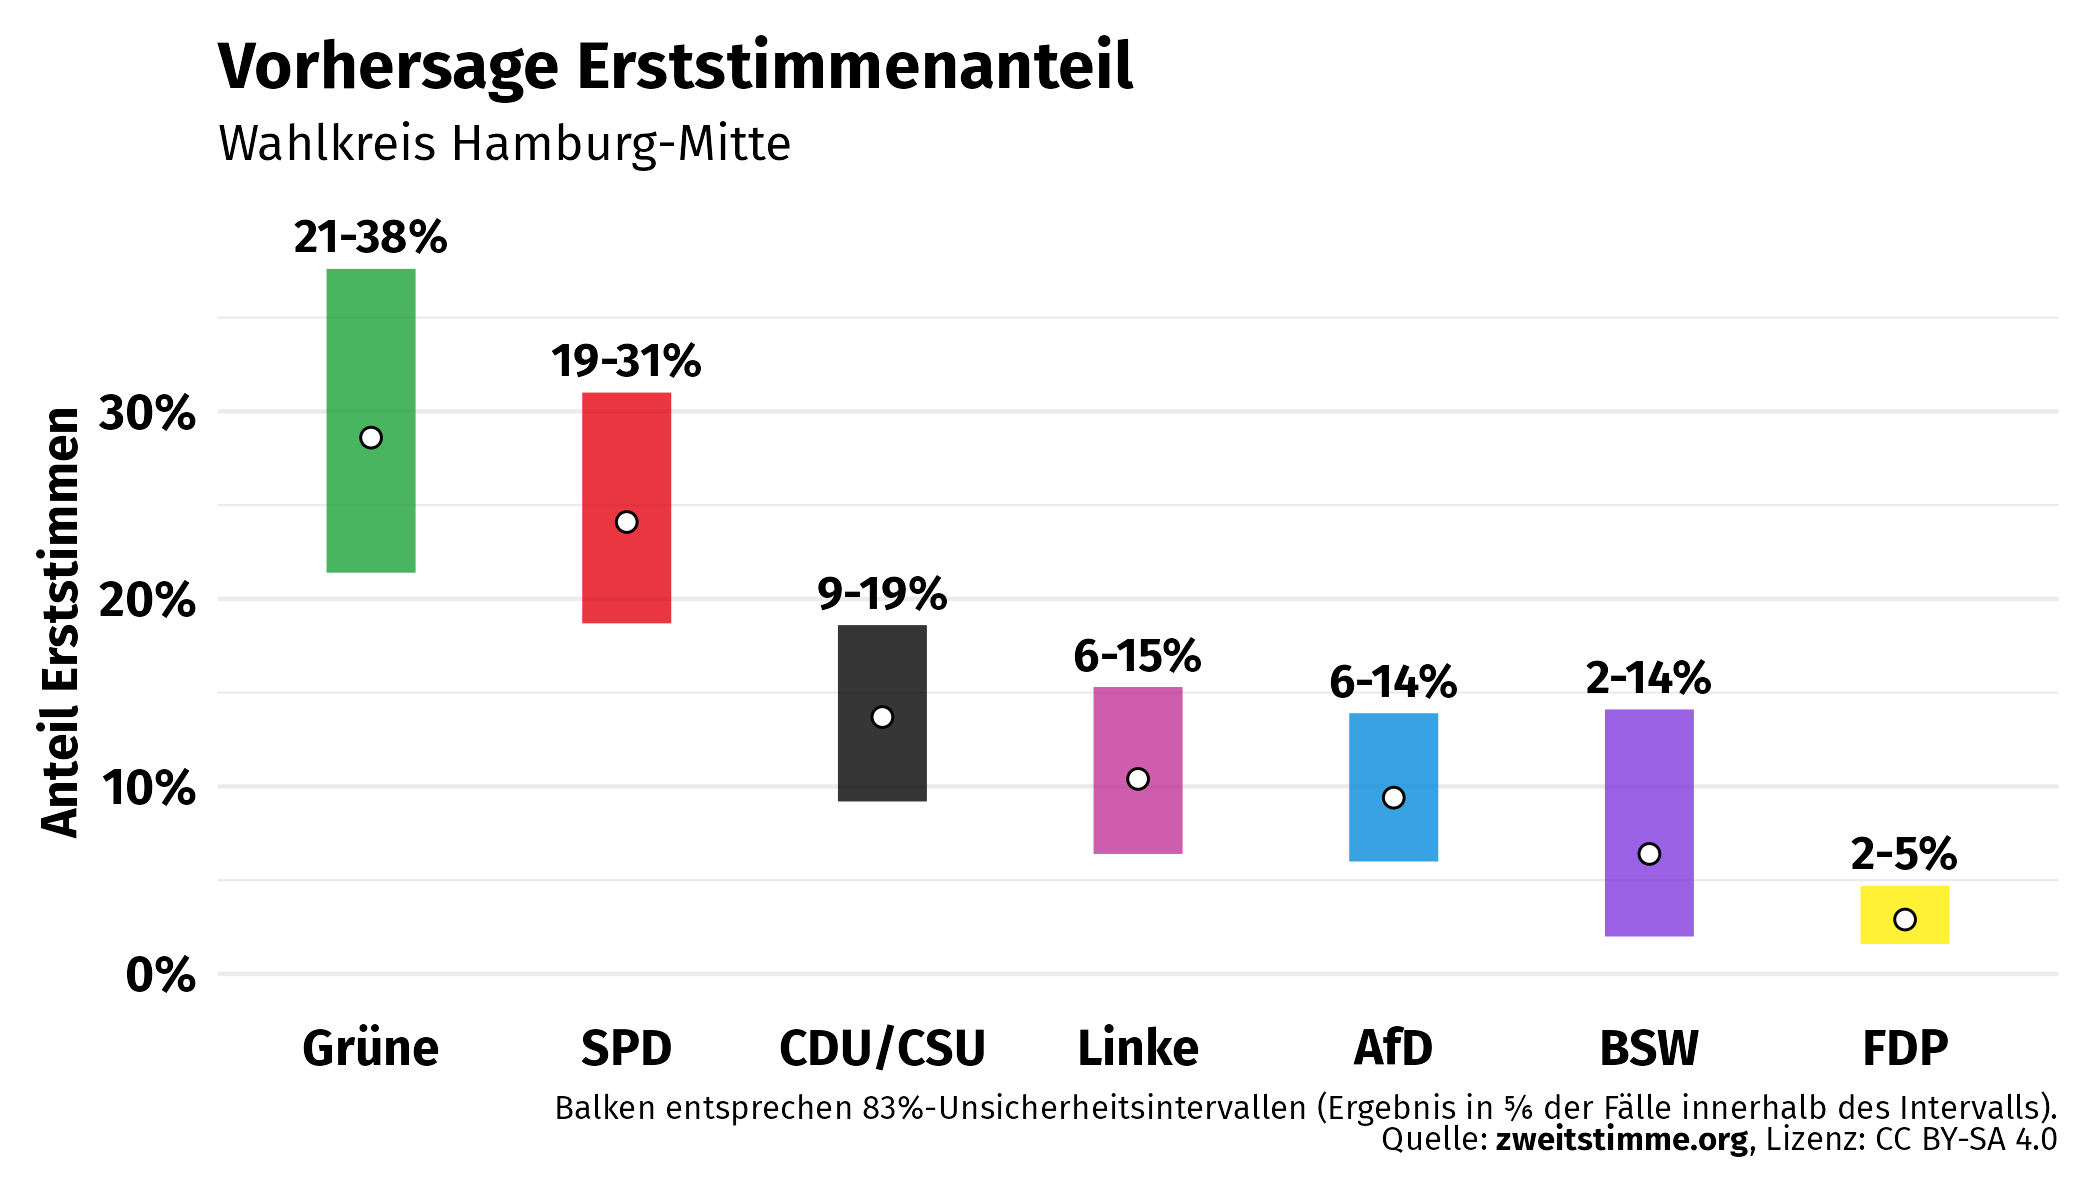 Vorhersage Erststimmenanteil
Wahlkreis Hamburg-Mitte
21-38%
19-31%
9-19%
6-15%
6-14%
2-14%
2-5%
Anteil Erststimmen
30%
20%
10%
0%
Grüne
SPD
CDU/CSU
Linke
AfD
BSW
FDP
Balken entsprechen 83%-Unsicherheitsintervallen (Ergebnis in ⅚ der Fälle innerhalb des Intervalls).
Quelle: zweitstimme.org, Lizenz: CC BY-SA 4.0